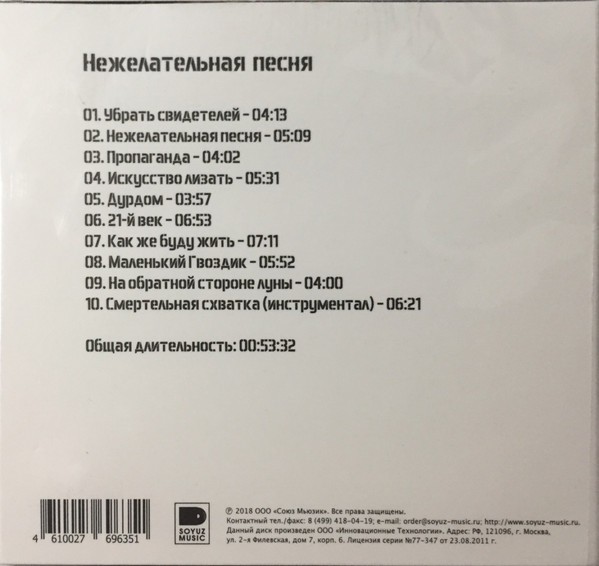 Нежелательная песня
01. Убрать свидетелей - 04:13
02. Нежелательная песня - 05:09
03. Пропаганда - 04:02
04. Искусство лизать - 05:31
05. Дурдом - 03:57
06. 21-й век - 06:53
07. Как же буду жить - 07:11
08. Маленький Гвоздик - 05:52
09. На обратной стороне луны - 04:00
10. Смертельная схватка (инструментал) - 06:21
Общая длительность: 00:53:32
4 610027 696351
SOYUZ
MUSIC
℗ 2018 ООО «Союз Мьюзик». Все права защищены.
Контактный тел./факс: 8 (499) 418-04-19; e-mail: order@soyuz-music.ru; http://www.soyuz-music.ru.
Данный диск произведен ООО «Инновационные Технологии». Адрес: РФ, 121096, г. Москва,
ул. 2-я Филевская, дом 7, корп. 6. Лицензия серии №77-347 от 23.08.2011 г.